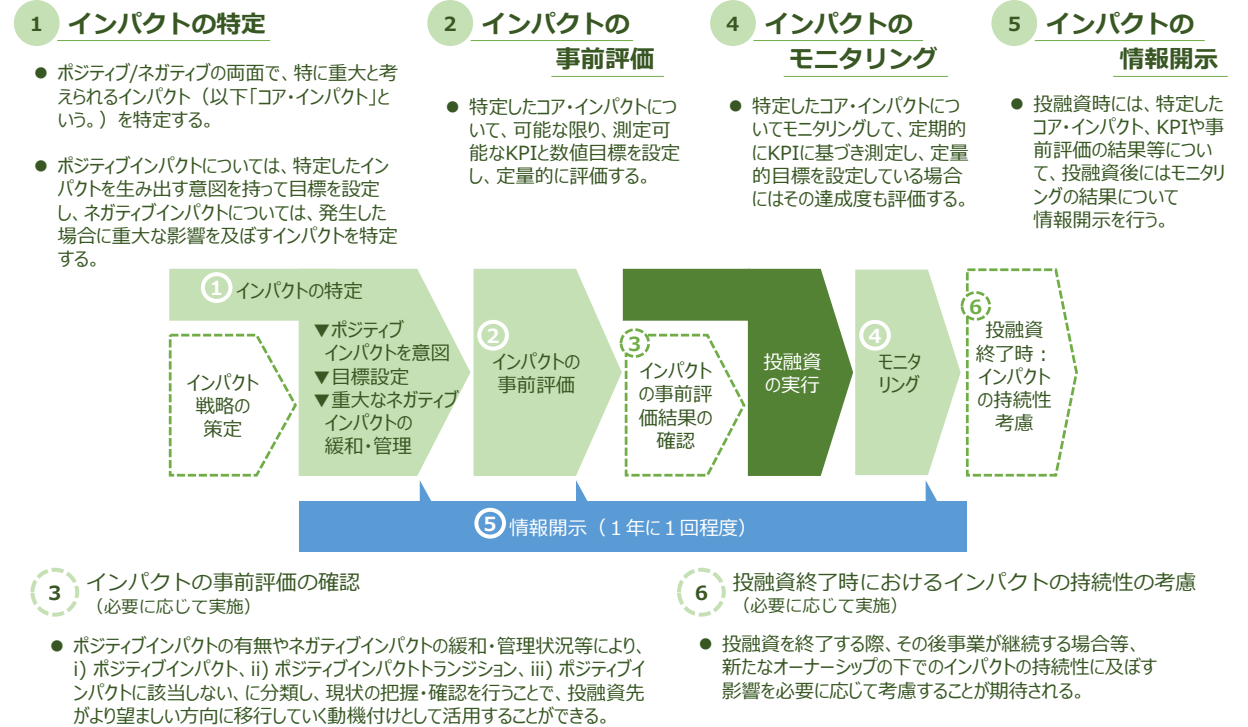 1 インパクトの特定
● ポジティブ/ネガティブの両面で、特に重大と考
えられるインパクト（以下「コア・インパクト」と
いう。）を特定する。
● ポジティブインパクトについては、特定したイン
パクトを生み出す意図を持って目標を設定
し、ネガティブインパクトについては、発生した
場合に重大な影響を及ぼすインパクトを特定
する。
2 インパクトの
事前評価
● 特定したコア・インパクトにつ
いて、可能な限り、測定可
能なKPIと数値目標を設定
し、定量的に評価する。
4 インパクトの
モニタリング
● 特定したコア・インパクトにつ
いてモニタリングして、定期的
にKPIに基づき測定し、定量
的目標を設定している場合
にはその達成度も評価する。
5 インパクトの
情報開示
● 投融資時には、特定した
コア・インパクト、KPIや事
前評価の結果等につい
て、投融資後にはモニタリ
ングの結果について
情報開示を行う。
① インパクトの特定
インパクト
戦略の
策定
▼ポジティブ
インパクトを意図
▼目標設定
▼重大なネガティブ
インパクトの
緩和・管理
②
インパクトの
事前評価
③
インパクト
の事前評
価結果の
確認
投融資
の実行
④
モニタ
リング
⑥
投融資
終了時：
インパクト
の持続性
考慮
⑤ 情報開示（１年に１回程度）
3 インパクトの事前評価の確認
（必要に応じて実施）
● ポジティブインパクトの有無やネガティブインパクトの緩和・管理状況等により、
i) ポジティブインパクト、ii) ポジティブインパクトトランジション、iii) ポジティブイ
ンパクトに該当しない、に分類し、現状の把握・確認を行うことで、投融資先
がより望ましい方向に移行していく動機付けとして活用することができる。
6 投融資終了時におけるインパクトの持続性の考慮
（必要に応じて実施）
● 投融資を終了する際、その後事業が継続する場合等、
新たなオーナーシップの下でのインパクトの持続性に及ぼす
影響を必要に応じて考慮することが期待される。